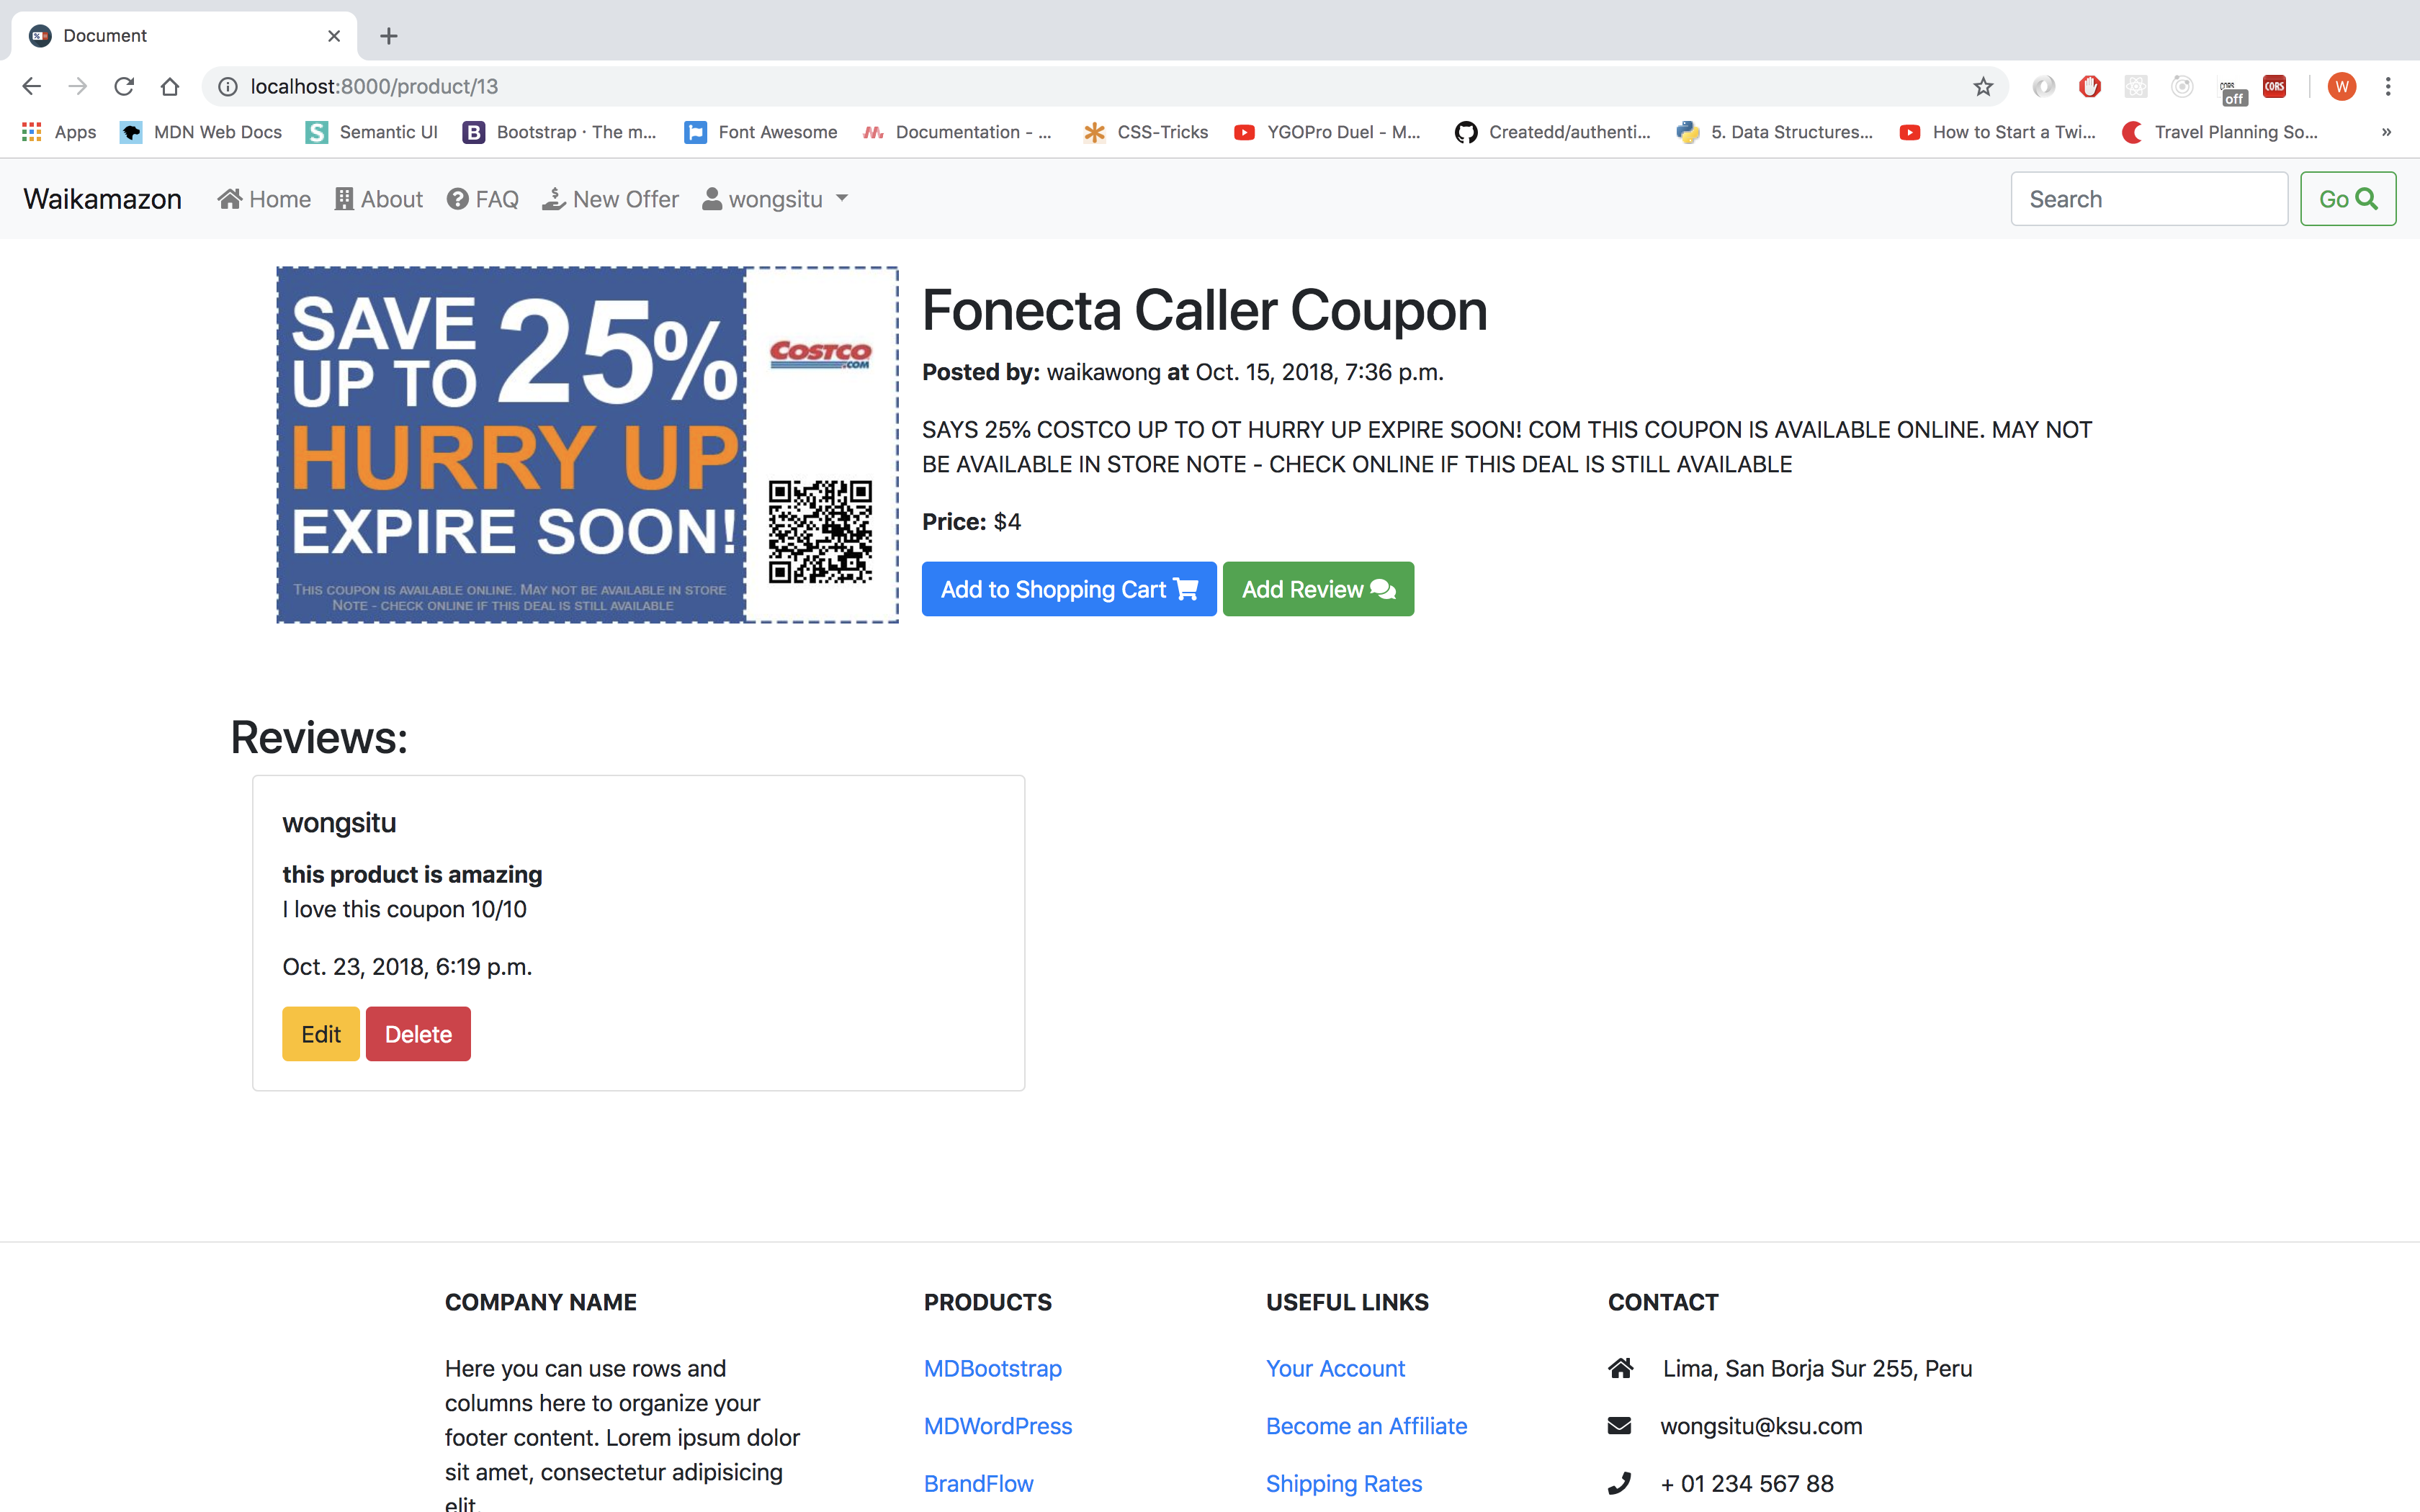 Document
localhost:8000/product/13
Apps MDN Web Docs Semantic UI Bootstrap · The m... Font Awesome Documentation - ... CSS-Tricks YGOPro Duel - M... Createdd/authenti... 5. Data Structures... How to Start a Twi... Travel Planning So... »
off CORS W
Waikamazon Home About FAQ New Offer wongsitu Search Go
SAVE
UP TO 25%
HURRY UP
EXPIRE SOON!
THIS COUPON IS AVAILABLE ONLINE. MAY NOT BE AVAILABLE IN STORE
NOTE - CHECK ONLINE IF THIS DEAL IS STILL AVAILABLE
COSTCO
.COM
Fonecta Caller Coupon
Posted by: waikawong at Oct. 15, 2018, 7:36 p.m.
SAYS 25% COSTCO UP TO OT HURRY UP EXPIRE SOON! COM THIS COUPON IS AVAILABLE ONLINE. MAY NOT
BE AVAILABLE IN STORE NOTE - CHECK ONLINE IF THIS DEAL IS STILL AVAILABLE
Price: $4
Add to Shopping Cart Add Review
Reviews:
wongsitu
this product is amazing
I love this coupon 10/10
Oct. 23, 2018, 6:19 p.m.
Edit Delete
COMPANY NAME
Here you can use rows and
columns here to organize your
footer content. Lorem ipsum dolor
sit amet, consectetur adipisicing
elit.
PRODUCTS
MDBootstrap
MDWordPress
BrandFlow
USEFUL LINKS
Your Account
Become an Affiliate
Shipping Rates
CONTACT
Lima, San Borja Sur 255, Peru
wongsitu@ksu.com
+ 01 234 567 88